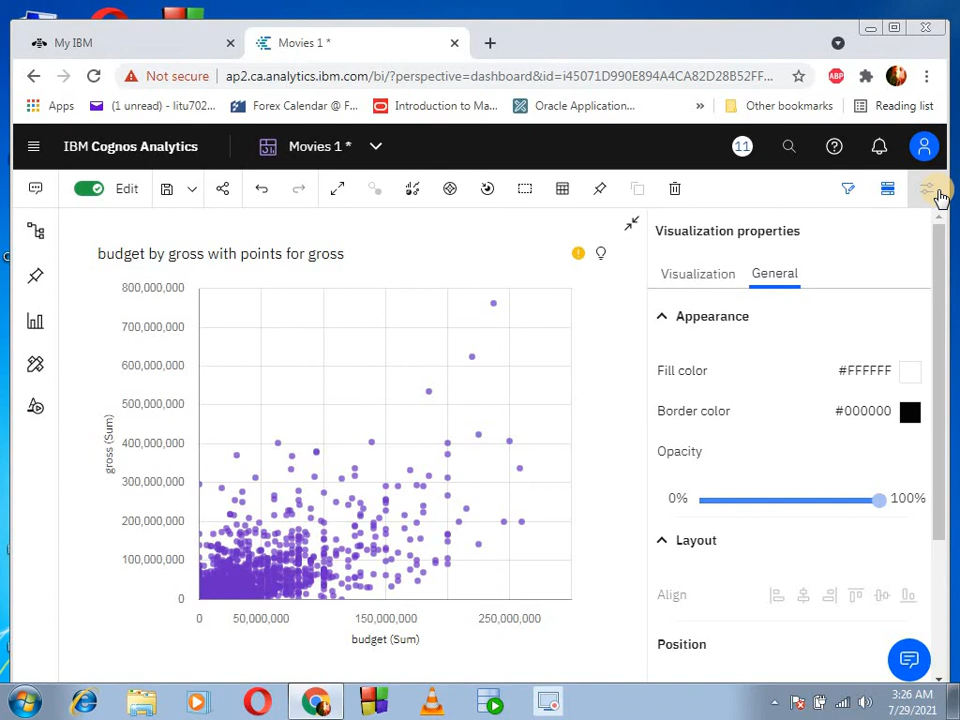 My IBM
Movies 1 *
Not secure
ap2.ca.analytics.ibm.com/bi/?perspective=dashboard&id=i45071D990E894A4CA82D28B52FF...
ABP
Apps
(1 unread) - litu702...
Forex Calendar @ F...
Introduction to Ma...
Oracle Application...
»
Other bookmarks
Reading list
IBM Cognos Analytics
Movies 1 *
11
Edit
budget by gross with points for gross
800,000,000
700,000,000
600,000,000
500,000,000
400,000,000
300,000,000
200,000,000
100,000,000
0
gross (Sum)
0
50,000,000
150,000,000
250,000,000
budget (Sum)
Visualization properties
Visualization
General
Appearance
Fill color
#FFFFFF
Border color
#000000
Opacity
0%
100%
Layout
Align
Position
3:26 AM
7/29/2021